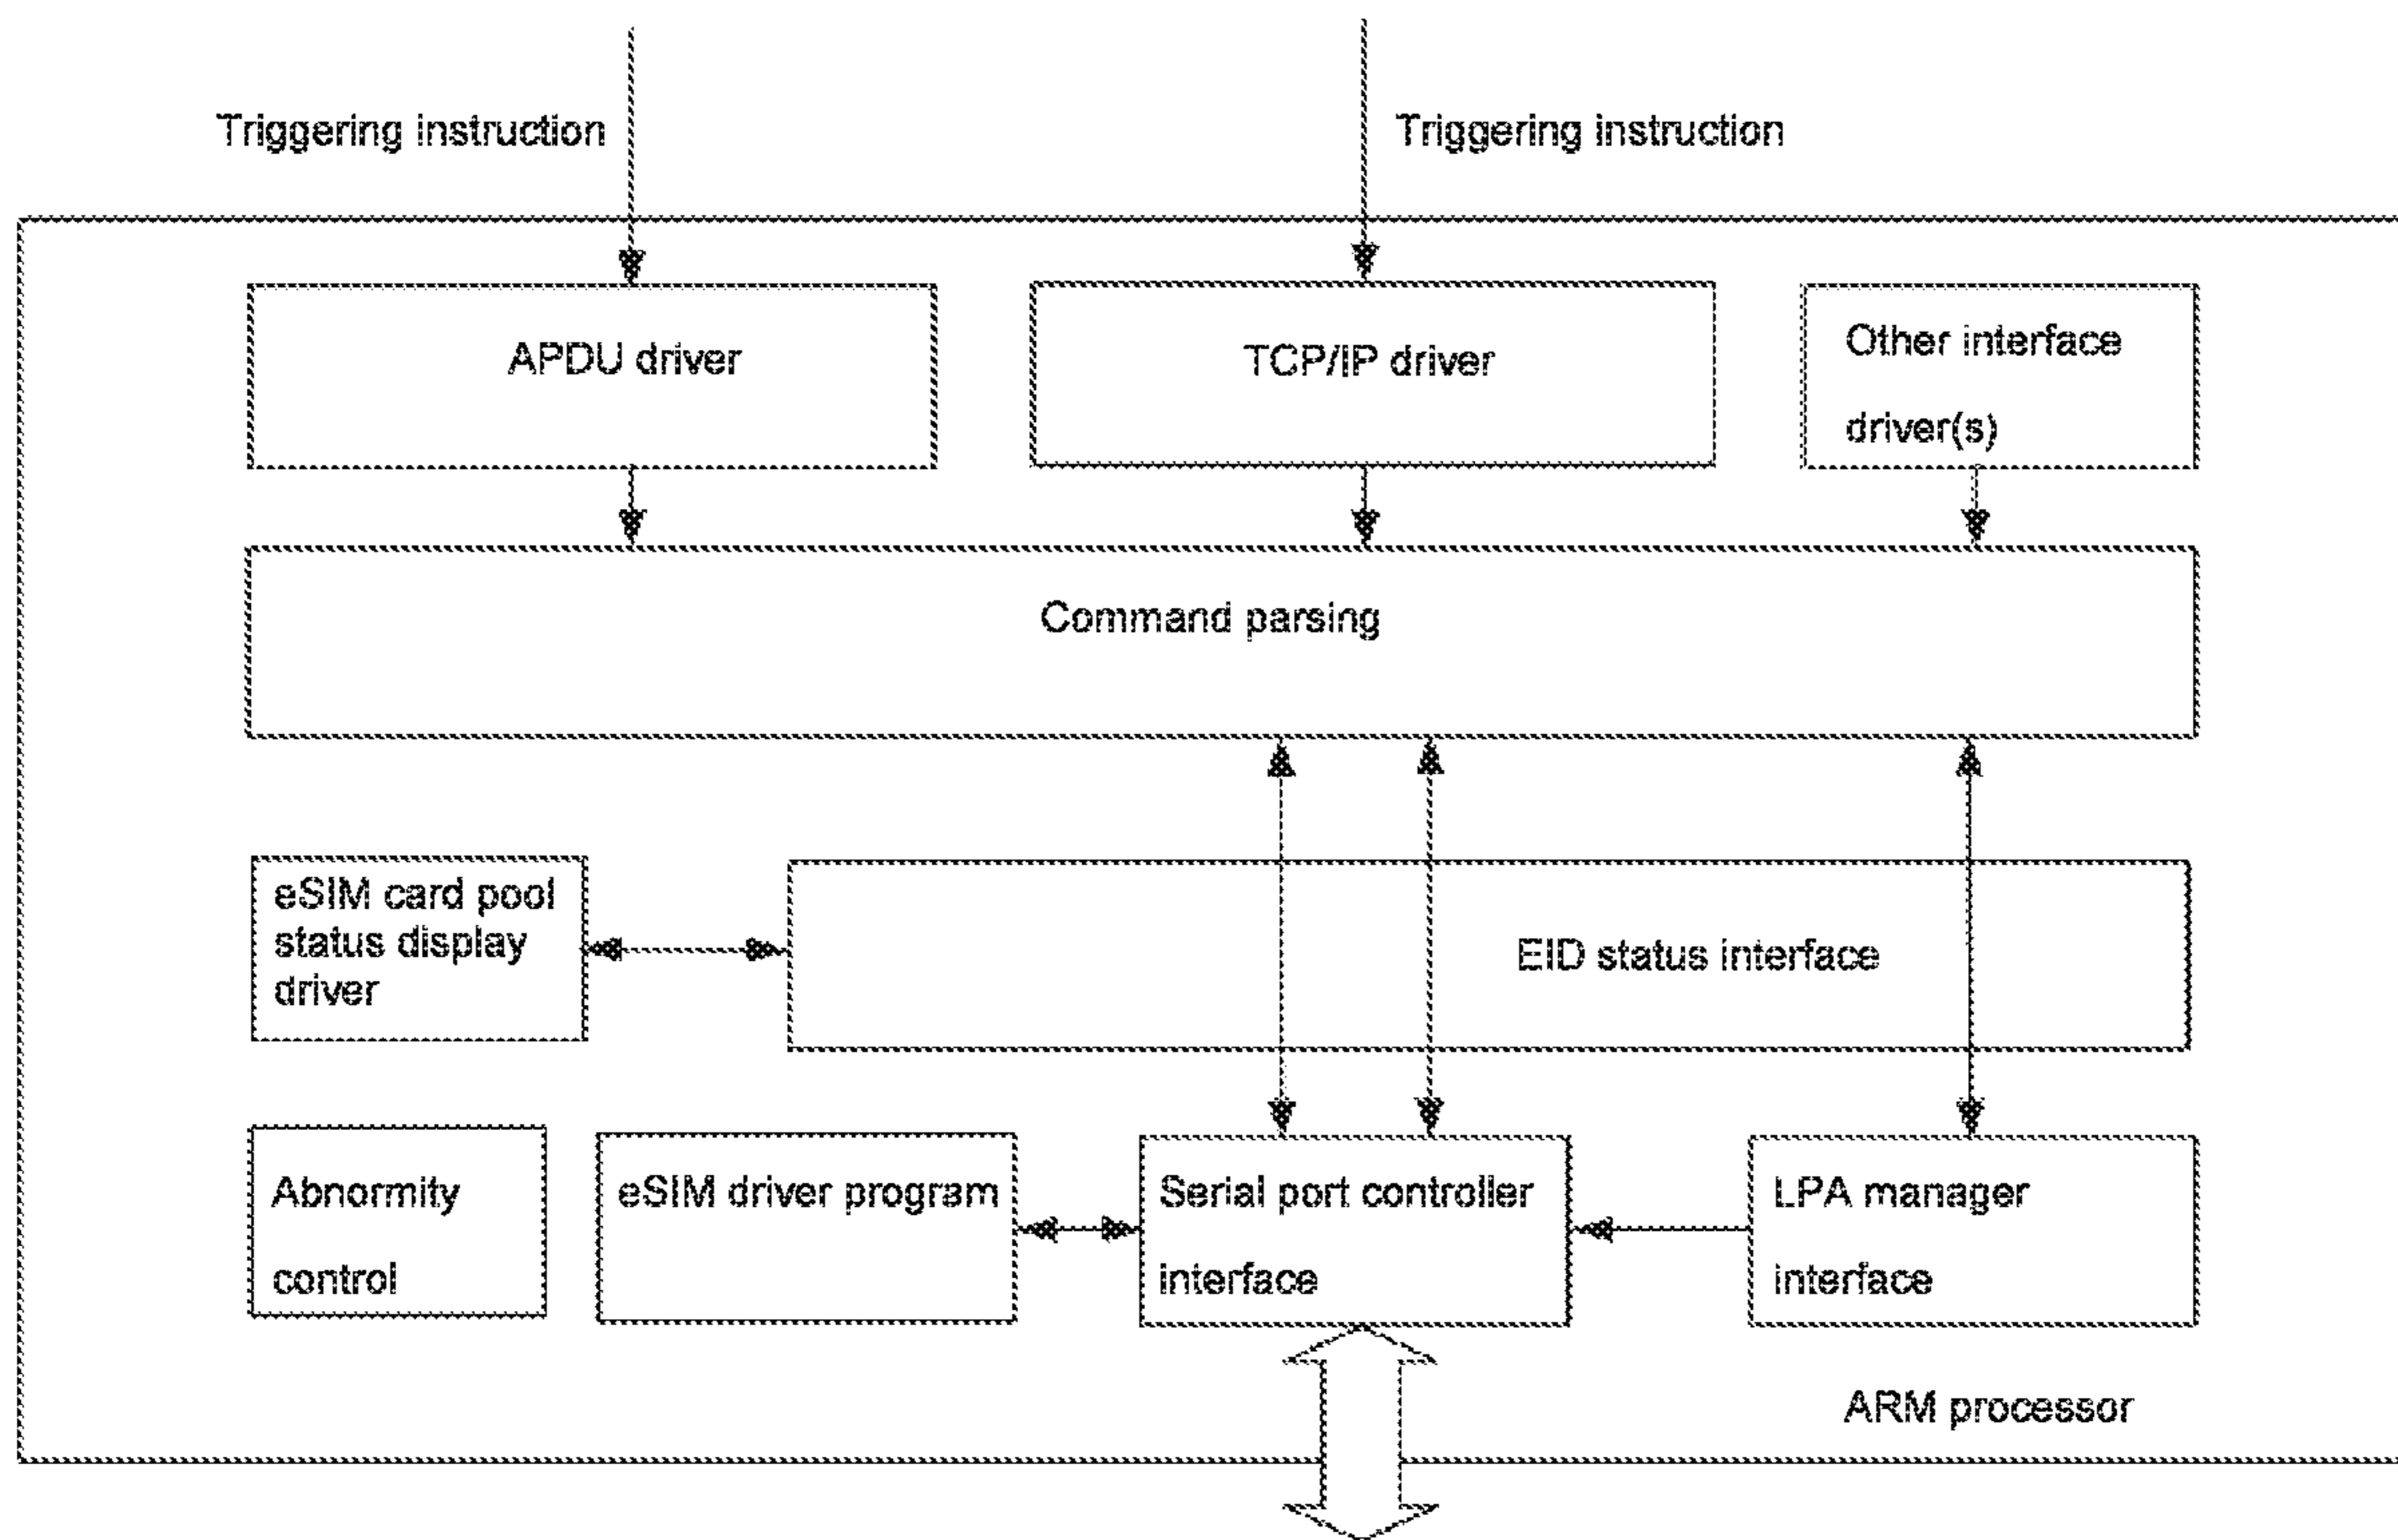 Triggering instruction
Triggering instruction
APDU driver
TCP/IP driver
Other interface
driver(s)
Command parsing
eSIM card pool
status display
driver
EID status interface
Abnormity
control
eSIM driver program
Serial port controller
interface
LPA manager
interface
ARM processor